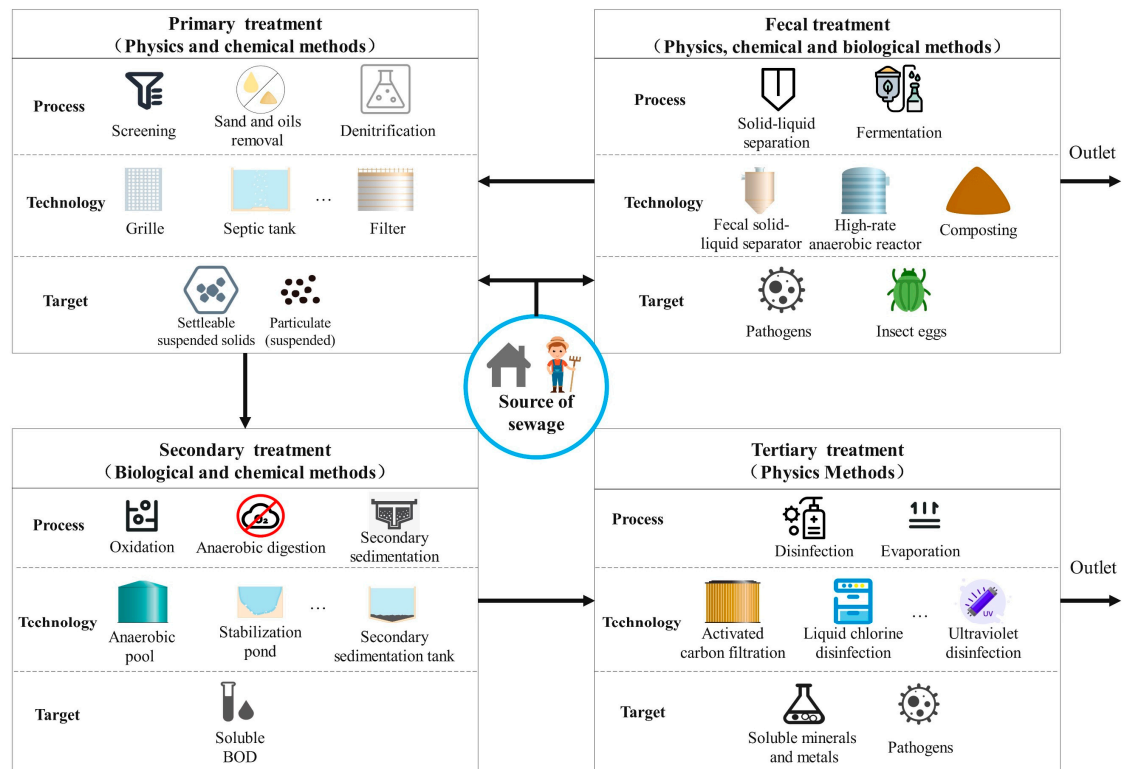 Primary treatment
（Physics and chemical methods）
Process
Screening
Sand and oils
removal
Denitrification
Technology
Grille
Septic tank
...
Filter
Target
Settleable
suspended solids
Particulate
(suspended)
Fecal treatment
（Physics, chemical and biological methods）
Process
Solid-liquid
separation
Fermentation
Technology
Fecal solid-
liquid separator
High-rate
anaerobic reactor
Composting
Target
Pathogens
Insect eggs
Outlet
Source of
sewage
Secondary treatment
（Biological and chemical methods）
Process
Oxidation
O2
Anaerobic digestion
Secondary
sedimentation
Technology
Anaerobic
pool
Stabilization
pond
...
Secondary
sedimentation tank
Target
Soluble
BOD
Tertiary treatment
（Physics Methods）
Process
Disinfection
Evaporation
Technology
Activated
carbon filtration
Liquid chlorine
disinfection
...
UV
Ultraviolet
disinfection
Target
Soluble minerals
and metals
Pathogens
Outlet